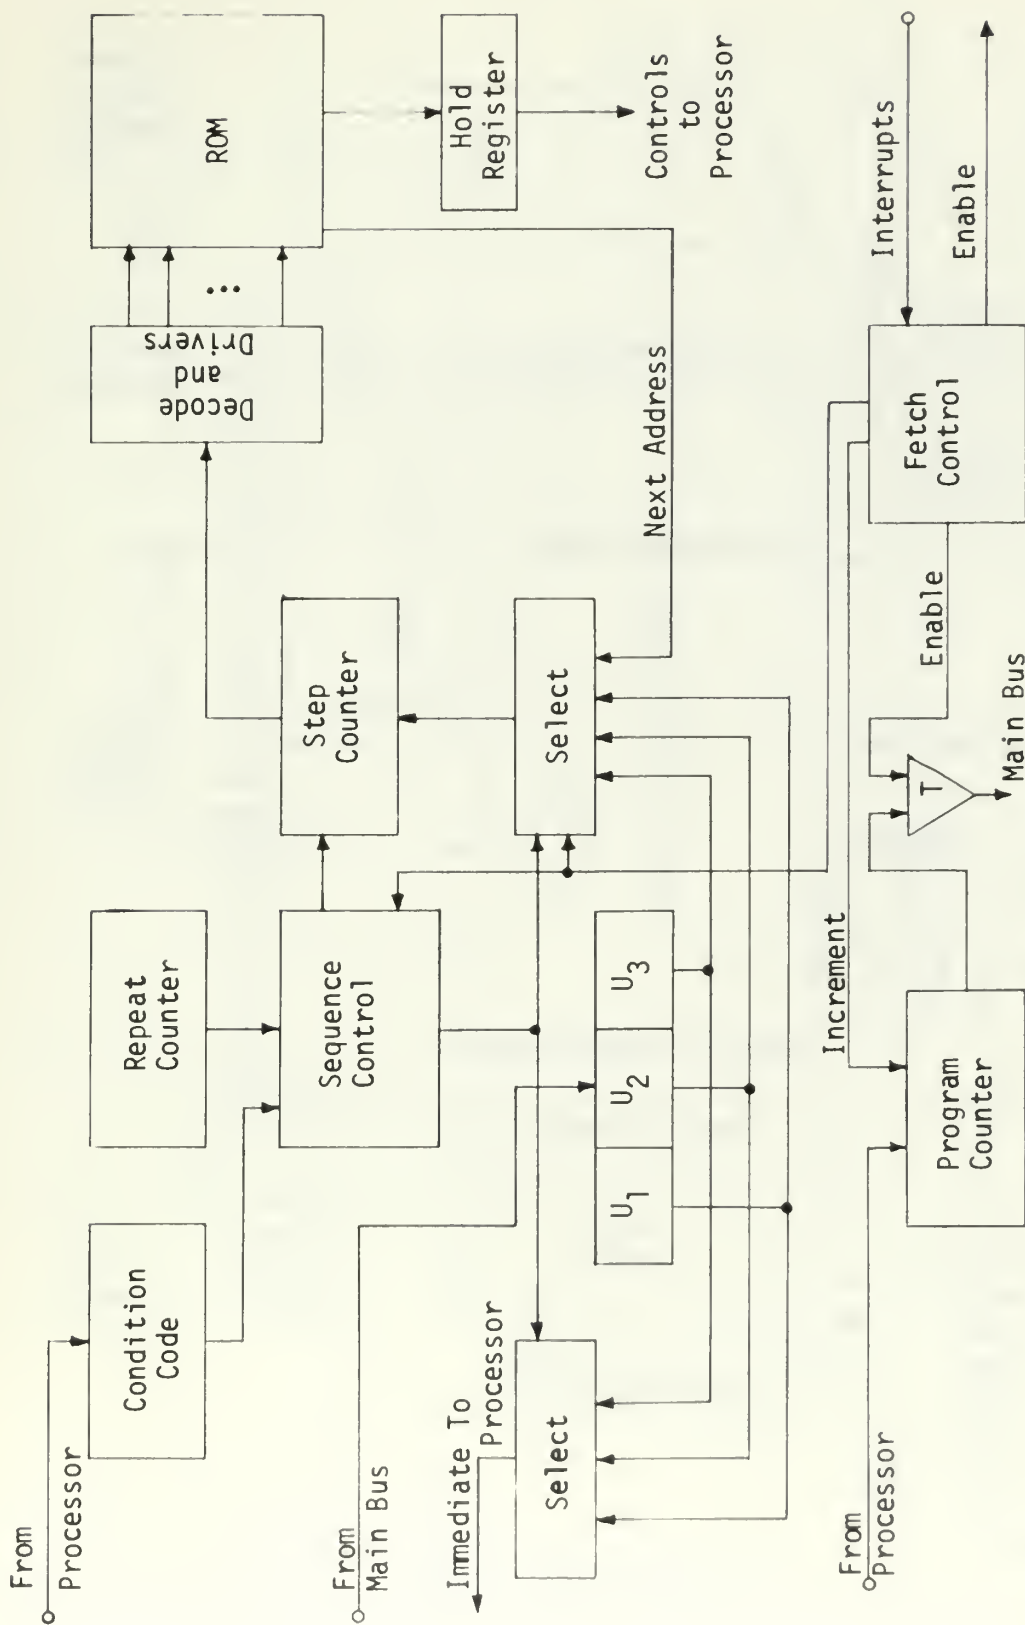 From
Processor
Condition
Code
Repeat
Counter
Sequence
Control
Step
Counter
Decode
and
Drivers
ROM
Hold
Register
Controls
to
Processor
From
Main Bus
Immediate To
Processor
Select
U1
U2
U3
Select
Next Address
From
Processor
Program
Counter
Increment
T
Main Bus
Enable
Fetch
Control
Interrupts
Enable